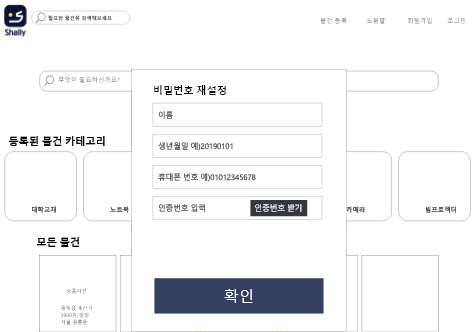 필요한 물건을 검색해보세요
물건 등록
도움말
회원가입
로그인
Shally
무엇이 필요하신가요?
비밀번호 재설정
이름
생년월일 예)20190101
휴대폰 번호 예)01012345678
인증번호 입력
인증번호 받기
확인
등록된 물건 카테고리
대학교재
노트북
카메라
빔프로젝터
모든 물건
상품사진
공학용 계산기
2000원/일일
서울 공릉동